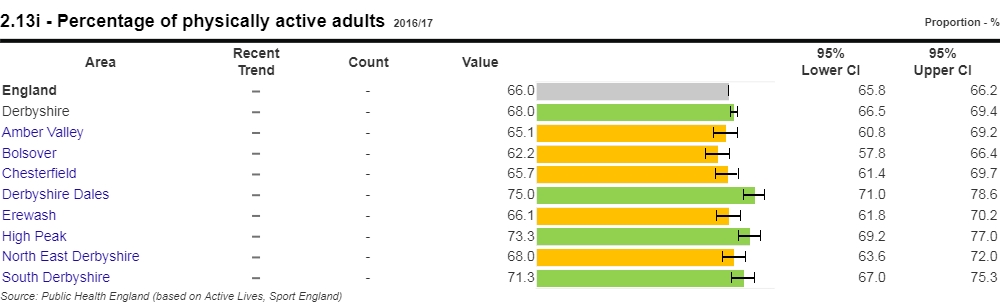 2.13i - Percentage of physically active adults 2016/17 Proportion - %
Area Recent Trend Count Value 95% Lower CI 95% Upper CI
England – - 66.0 65.8 66.2
Derbyshire – - 68.0 66.5 69.4
Amber Valley – - 65.1 60.8 69.2
Bolsover – - 62.2 57.8 66.4
Chesterfield – - 65.7 61.4 69.7
Derbyshire Dales – - 75.0 71.0 78.6
Erewash – - 66.1 61.8 70.2
High Peak – - 73.3 69.2 77.0
North East Derbyshire – - 68.0 63.6 72.0
South Derbyshire – - 71.3 67.0 75.3
Source: Public Health England (based on Active Lives, Sport England)